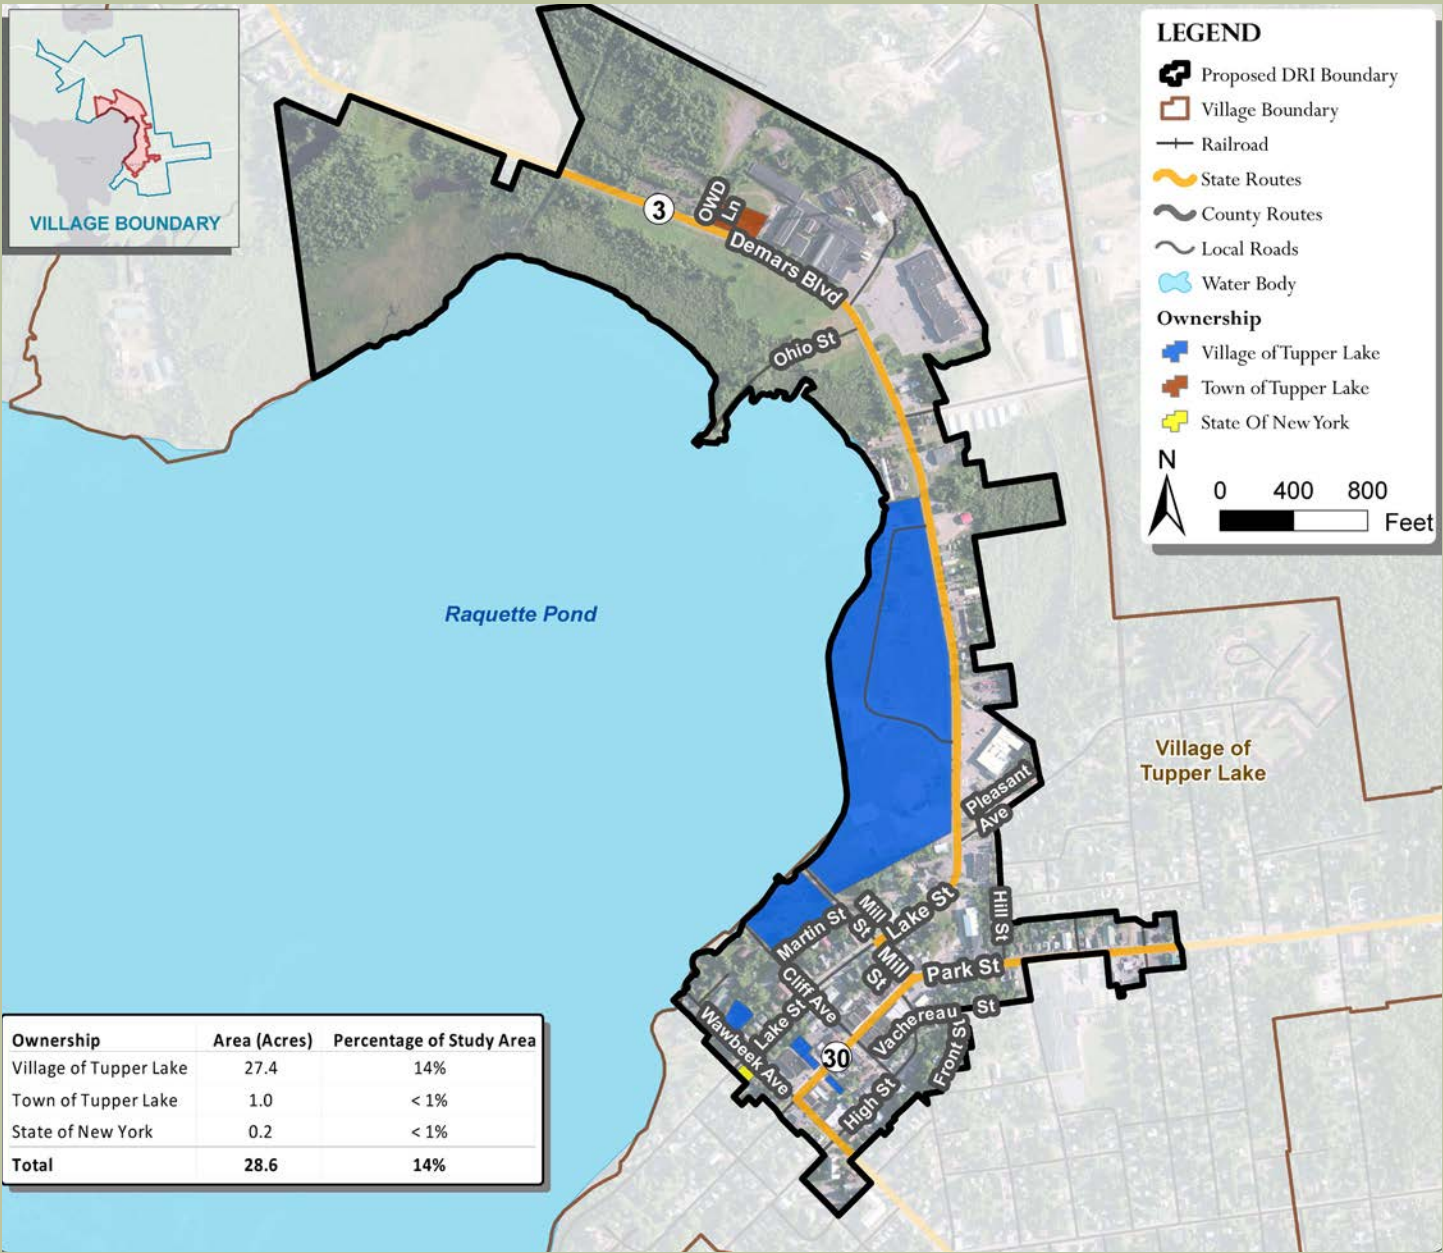 VILLAGE BOUNDARY
LEGEND
Proposed DRI Boundary
Village Boundary
Railroad
State Routes
County Routes
Local Roads
Water Body
Ownership
Village of Tupper Lake
Town of Tupper Lake
State Of New York
N
0 400 800
Feet
3
OWD
Ln
Demars Blvd
Ohio St
Raquette Pond
Village of
Tupper Lake
Pleasant
Ave
Hill St
Mill
St
Lake St
Martin St
Mill
St
Park St
Cliff Ave
Lake St
Wawbeek Ave
Vachereau St
Front St
30
High St
Ownership Area (Acres) Percentage of Study Area
Village of Tupper Lake 27.4 14%
Town of Tupper Lake 1.0 < 1%
State of New York 0.2 < 1%
Total 28.6 14%